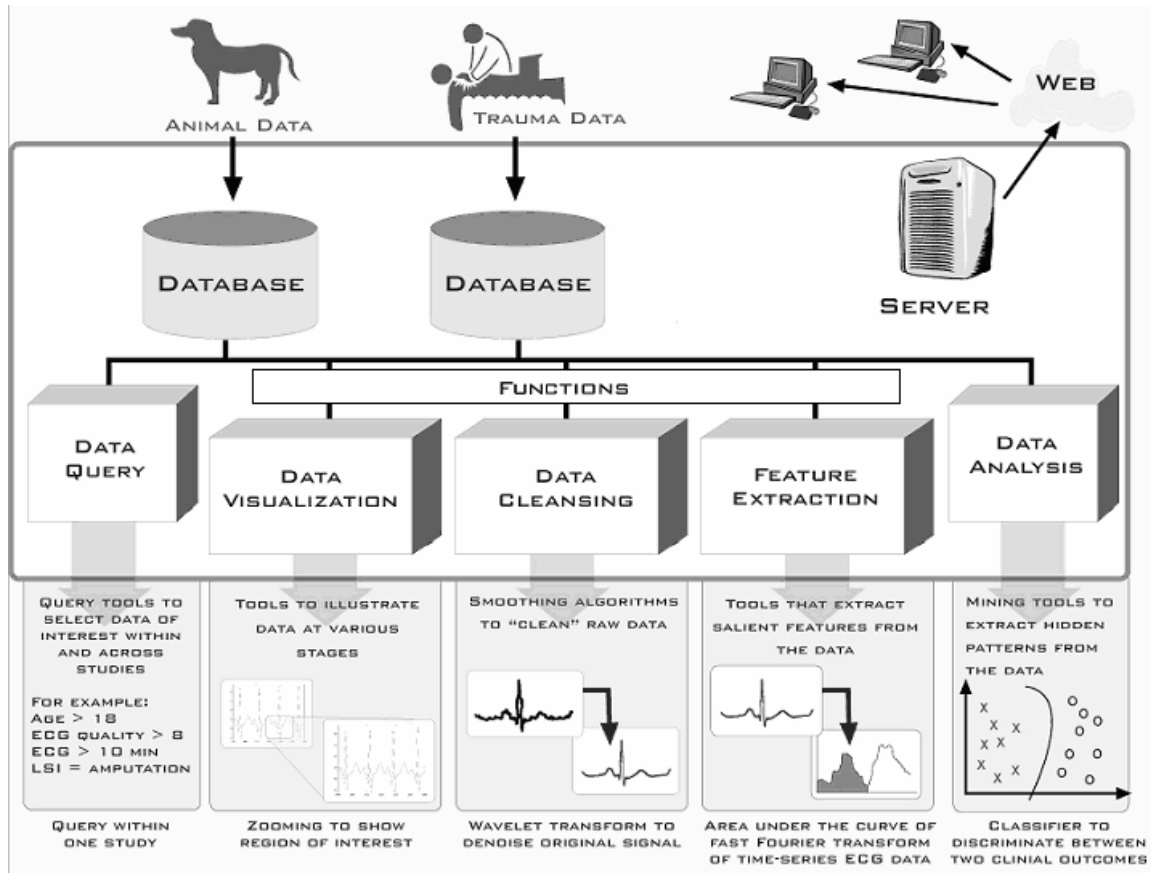 ANIMAL DATA
TRAUMA DATA
WEB
DATABASE
DATABASE
SERVER
FUNCTIONS
DATA
QUERY
DATA
VISUALIZATION
DATA
CLEANSING
FEATURE
EXTRACTION
DATA
ANALYSIS
QUERY TOOLS TO
SELECT DATA OF
INTEREST WITHIN
AND ACROSS
STUDIES
FOR EXAMPLE:
AGE > 18
ECG QUALITY > 8
ECG > 10 MIN
LSI = AMPUTATION
QUERY WITHIN
ONE STUDY
TOOLS TO ILLUSTRATE
DATA AT VARIOUS
STAGES
ZOOMING TO SHOW
REGION OF INTEREST
SMOOTHING ALGORITHMS
TO "CLEAN" RAW DATA
WAVELET TRANSFORM TO
DENOISE ORIGINAL SIGNAL
TOOLS THAT EXTRACT
SALIENT FEATURES FROM
THE DATA
AREA UNDER THE CURVE OF
FAST FOURIER TRANSFORM
OF TIME-SERIES ECG DATA
MINING TOOLS TO
EXTRACT HIDDEN
PATTERNS FROM
THE DATA
CLASSIFIER TO
DISCRIMINATE BETWEEN
TWO CLINIAL OUTCOMES